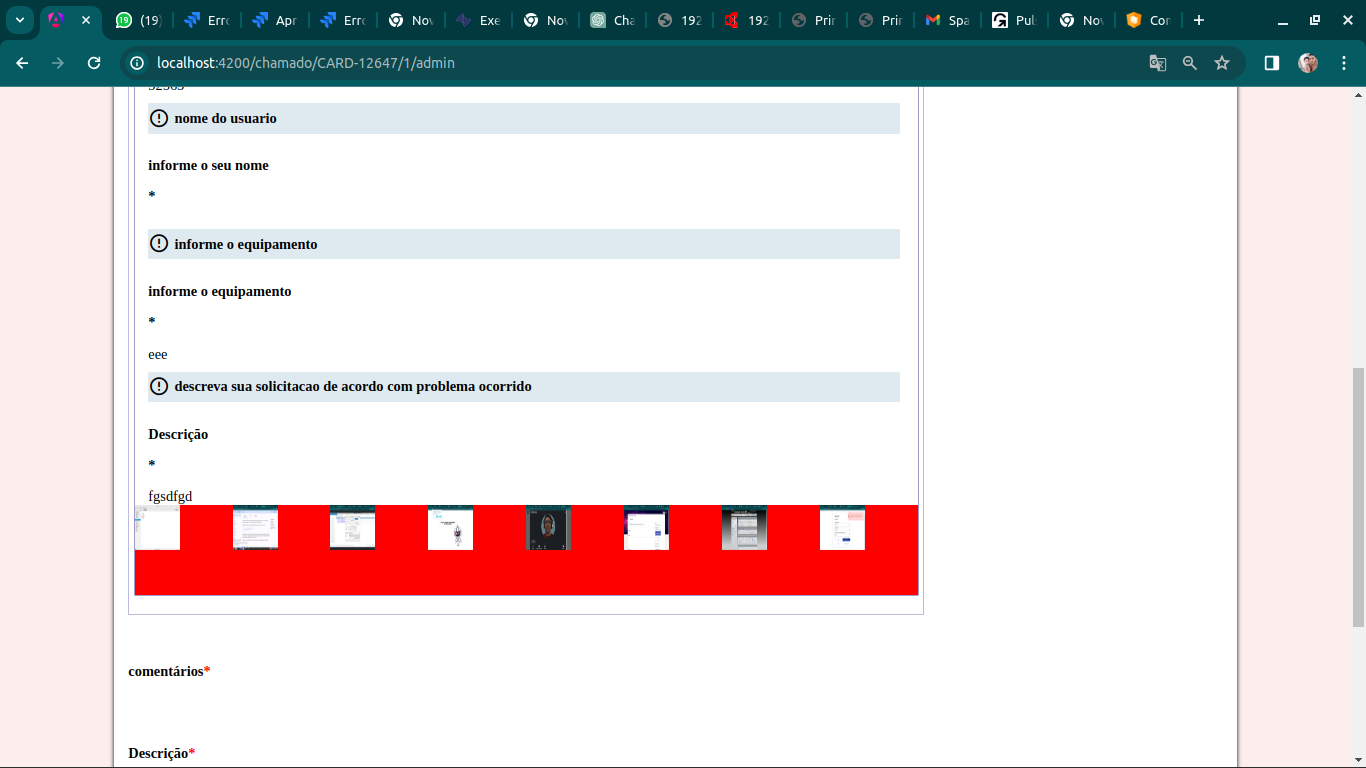 (19)
Erro
Apr
Erro
Nov
Exe
Nov
Cha
192
192
Prir
Prir
Spa
Pul
Nov
Cor
localhost:4200/chamado/CARD-12647/1/admin
nome do usuario
informe o seu nome
*
informe o equipamento
informe o equipamento
*
eee
descreva sua solicitacao de acordo com problema ocorrido
Descrição
*
fgsdfgd
comentários*
Descrição*